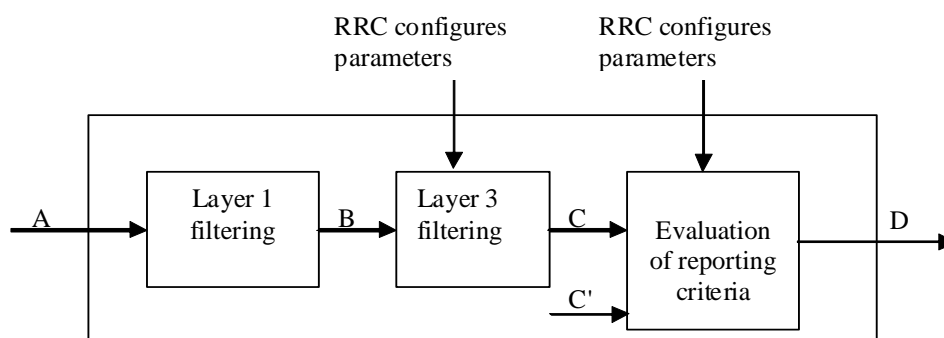 RRC configures
parameters
RRC configures
parameters
Layer 1
filtering
Layer 3
filtering
Evaluation
of reporting
criteria
A
B
C
C'
D